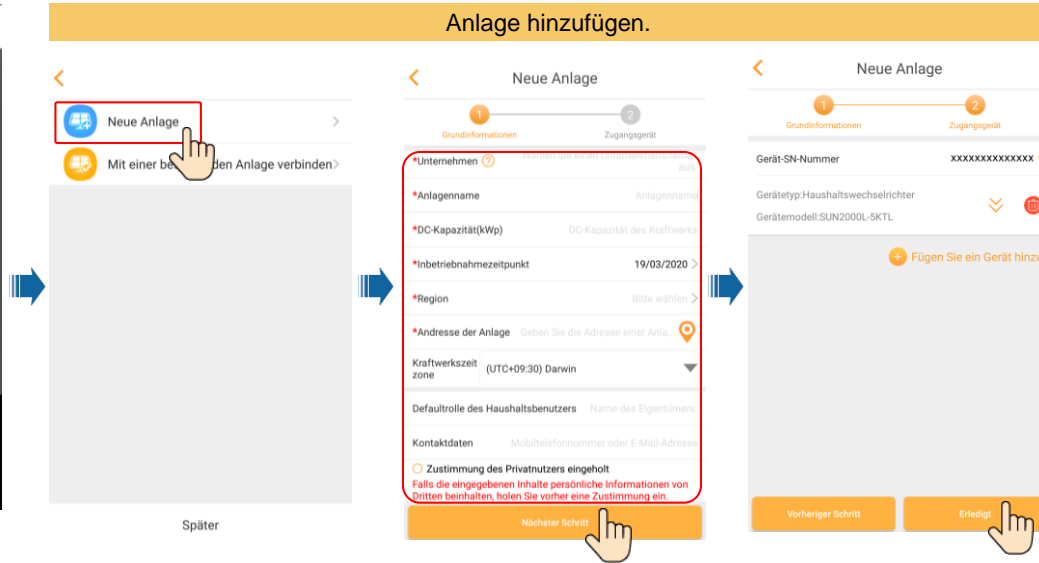 Anlage hinzufügen.
Neue Anlage
Mit einer be den Anlage verbinden
Später
Neue Anlage
1
2
Grundinformationen
Zugangsgerät
*Unternehmen ? Wählen Sie einen Unternehmensname
aus.
*Anlagenname Anlagenname
*DC-Kapazität(kWp) DC-Kapazität des Kraftwerks
*Inbetriebnahmezeitpunkt 19/03/2020
*Region Bitte wählen
*Andresse der Anlage Geben Sie die Adresse einer Anla..
Kraftwerkszeit
zone
(UTC+09:30) Darwin
Defaultrolle des Haushaltsbenutzers Name des Eigentümers.
Kontaktdaten Mobiltelefonnummer oder E-Mail-Adresse
Zustimmung des Privatnutzers eingeholt
Falls die eingegebenen Inhalte persönliche Informationen von
Dritten beinhalten, holen Sie vorher eine Zustimmung ein.
Nächster Schritt
Neue Anlage
1
2
Grundinformationen
Zugangsgerät
Gerät-SN-Nummer xxxxxxxxxxxxxx
Gerätetyp:Haushaltswechselrichter
Gerätemodell:SUN2000L-5KTL
Fügen Sie ein Gerät hinzu
Vorheriger Schritt
Erledigt